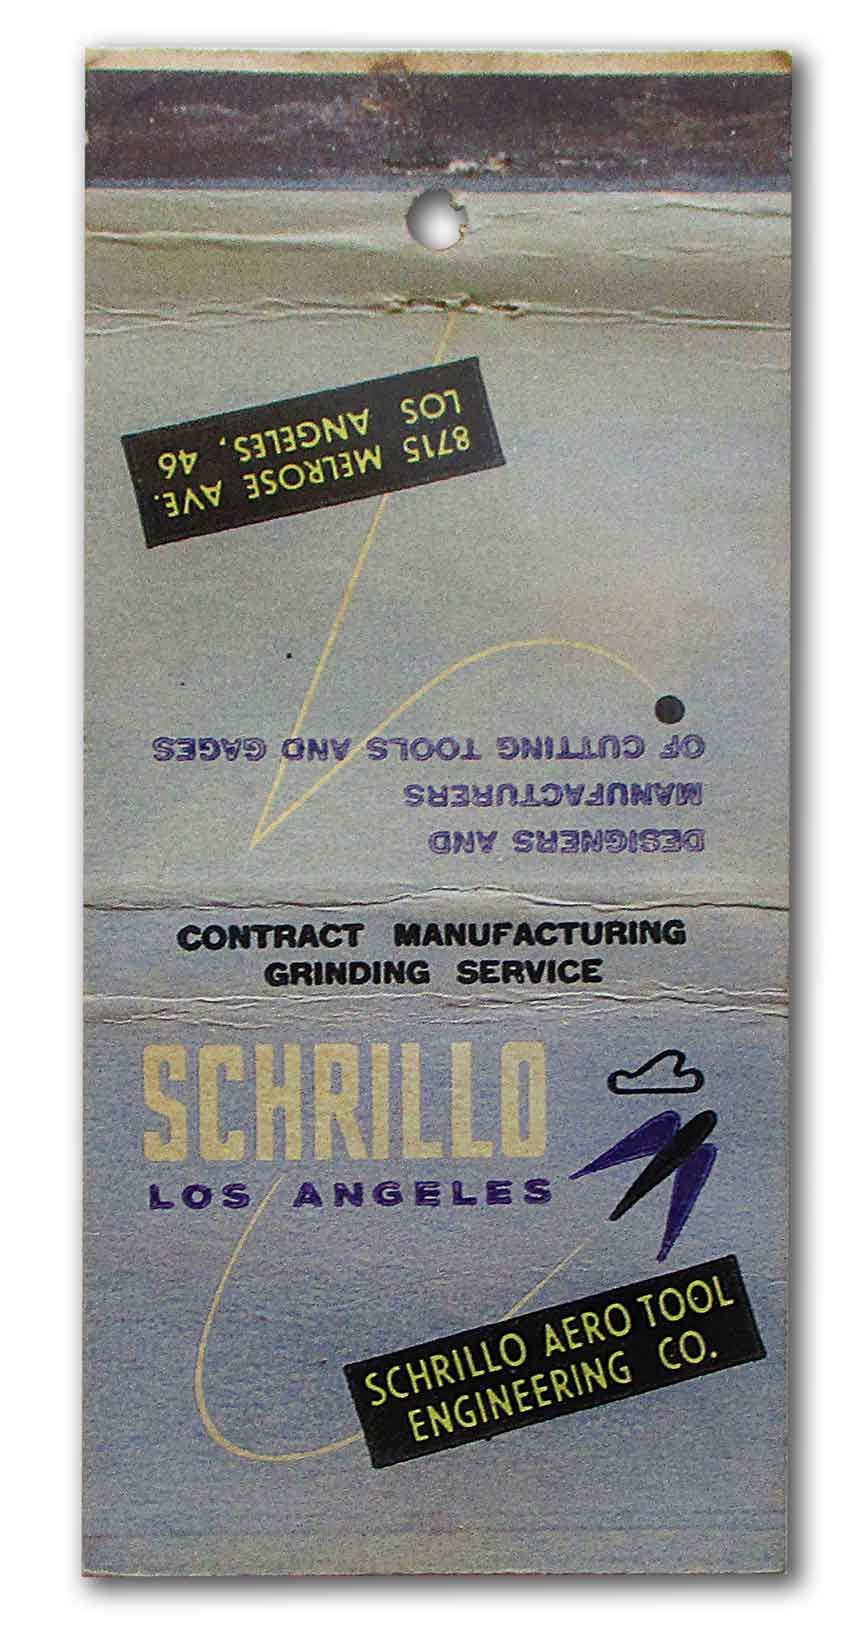 8715 MELROSE AVE.
LOS ANGELES, 46
DESIGNERS AND
MANUFACTURERS
OF CUTTING TOOLS AND GAGES
CONTRACT MANUFACTURING
GRINDING SERVICE
SCHRILLO
LOS ANGELES
SCHRILLO AERO TOOL
ENGINEERING CO.